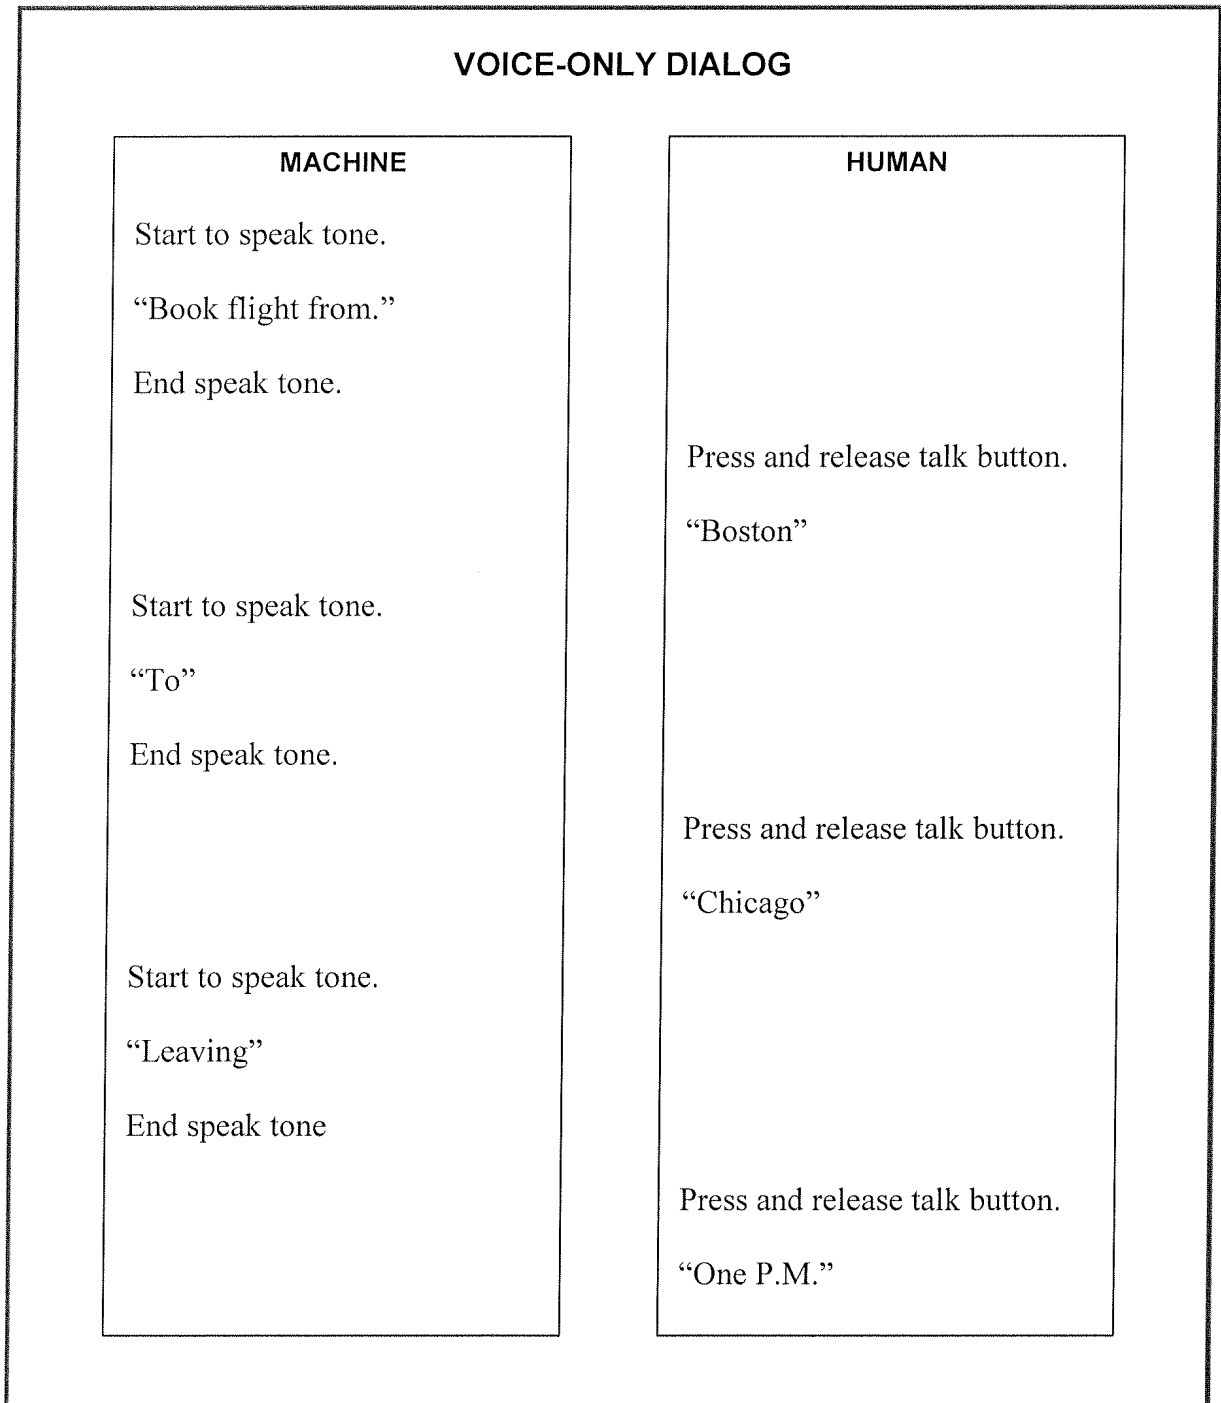 VOICE-ONLY DIALOG
MACHINE
HUMAN
Start to speak tone.
“Book flight from.”
End speak tone.
Press and release talk button.
“Boston”
Start to speak tone.
“To”
End speak tone.
Press and release talk button.
“Chicago”
Start to speak tone.
“Leaving”
End speak tone
Press and release talk button.
“One P.M.”